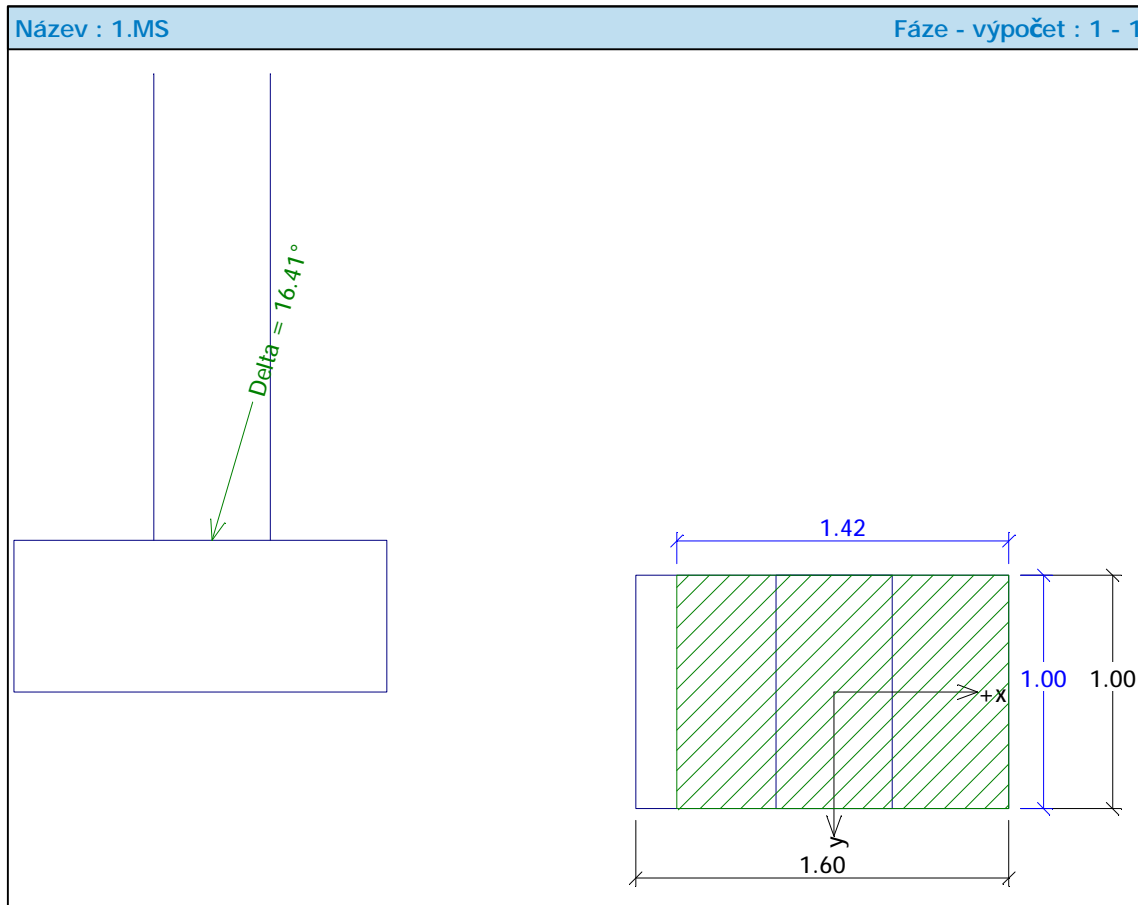 Název : 1.MS
Fáze - výpočet : 1 - 1
Delta = 16.41°
1.42
1.00
1.00
+x
y
1.60